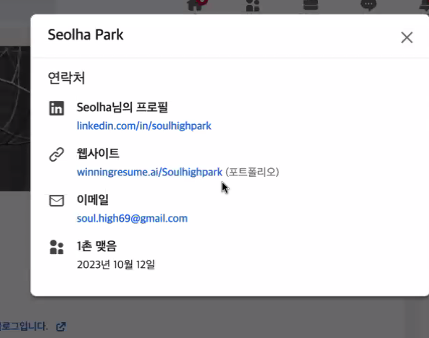 Seolha Park
연락처
Seolha님의 프로필
linkedin.com/in/soulhighpark
웹사이트
winningresume.ai/Soulhighpark (포트폴리오)
이메일
soul.high69@gmail.com
1촌 맺음
2023년 10월 12일
로그입니다.